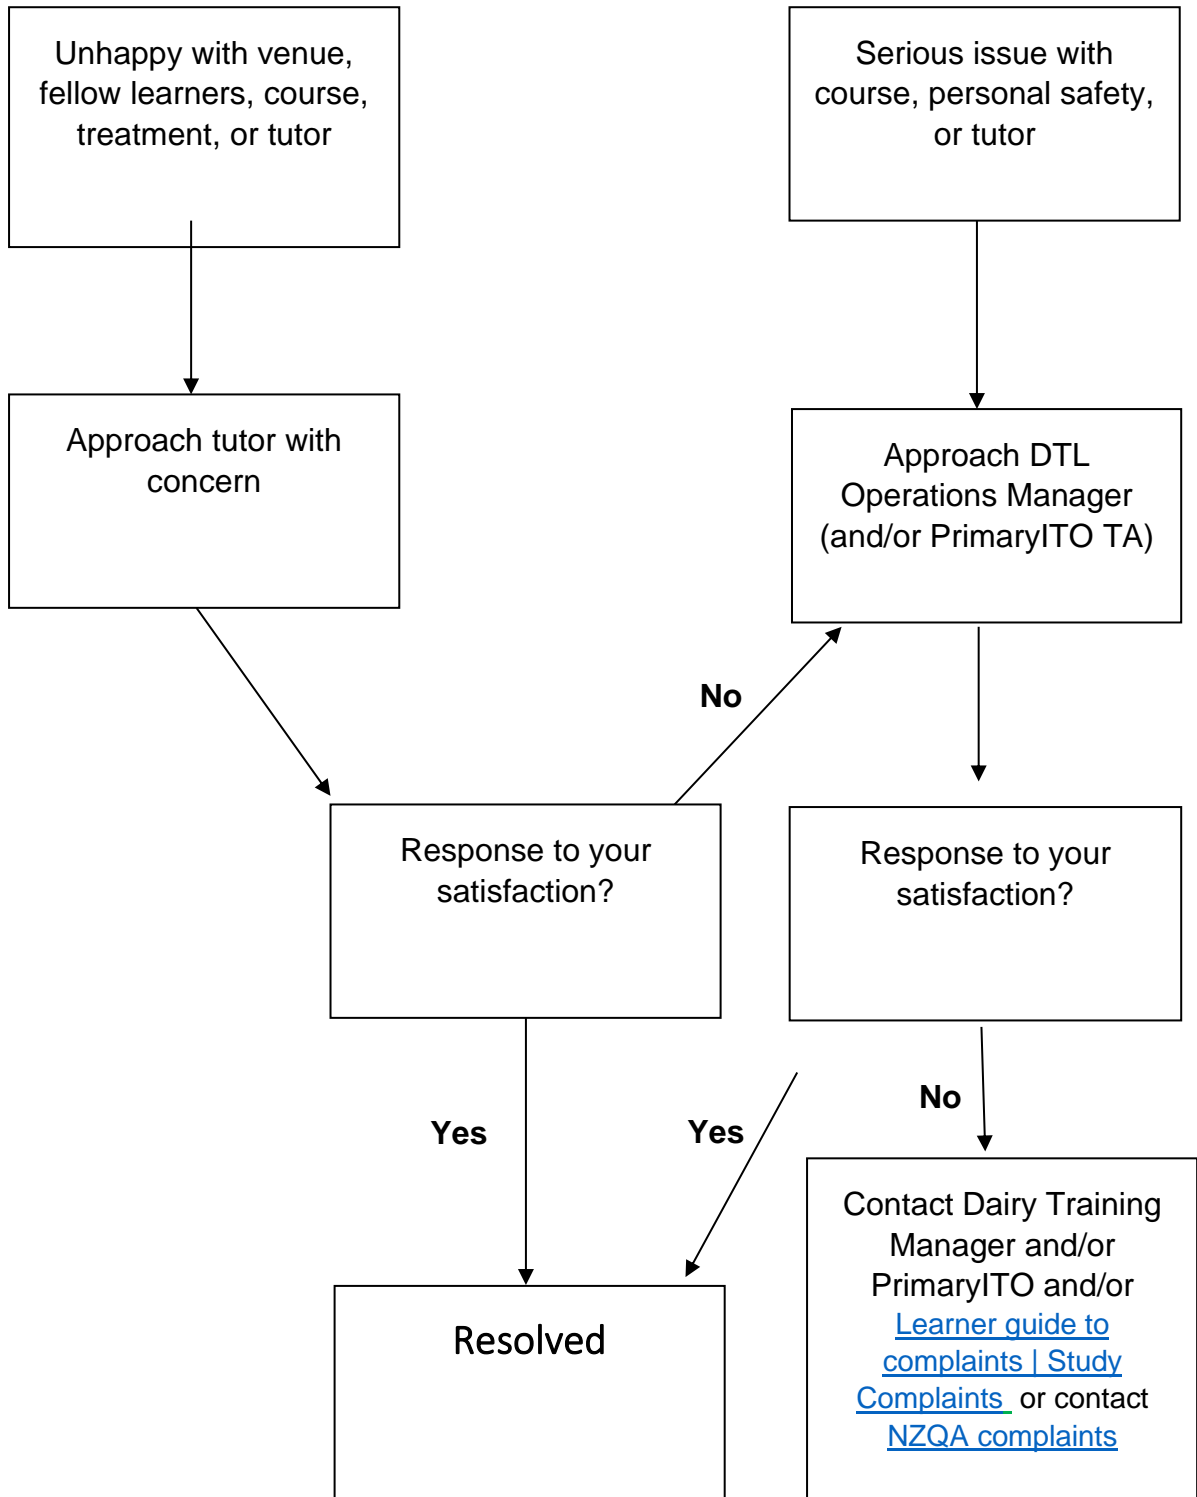 Unhappy with venue,
fellow learners, course,
treatment, or tutor
Serious issue with
course, personal safety,
or tutor
Approach tutor with
concern
Approach DTL
Operations Manager
(and/or PrimaryITO TA)
No
Response to your
satisfaction?
Response to your
satisfaction?
Yes
Yes
No
Resolved
Contact Dairy Training
Manager and/or
PrimaryITO and/or
Learner guide to
complaints | Study
Complaints or contact
NZQA complaints